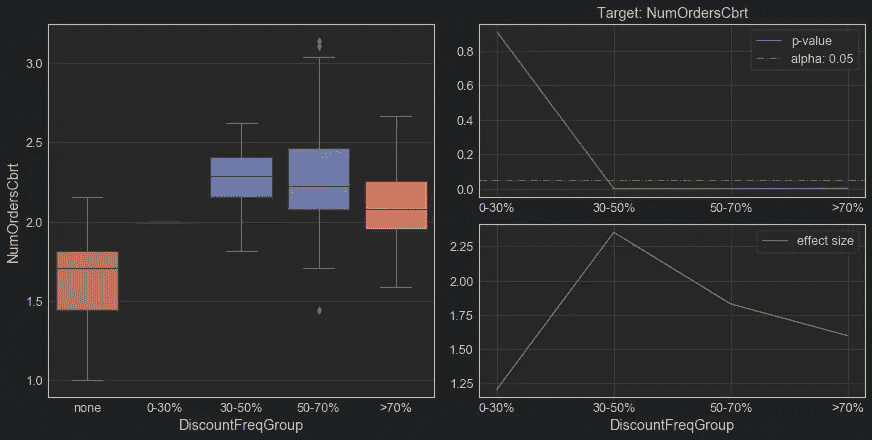 NumOrdersCbrt
3.0
2.5
2.0
1.5
1.0
none 0-30% 30-50% 50-70% >70%
DiscountFreqGroup
Target: NumOrdersCbrt
p-value
alpha: 0.05
0.8
0.6
0.4
0.2
0.0
0-30% 30-50% 50-70% >70%
effect size
2.25
2.00
1.75
1.50
1.25
0-30% 30-50% 50-70% >70%
DiscountFreqGroup